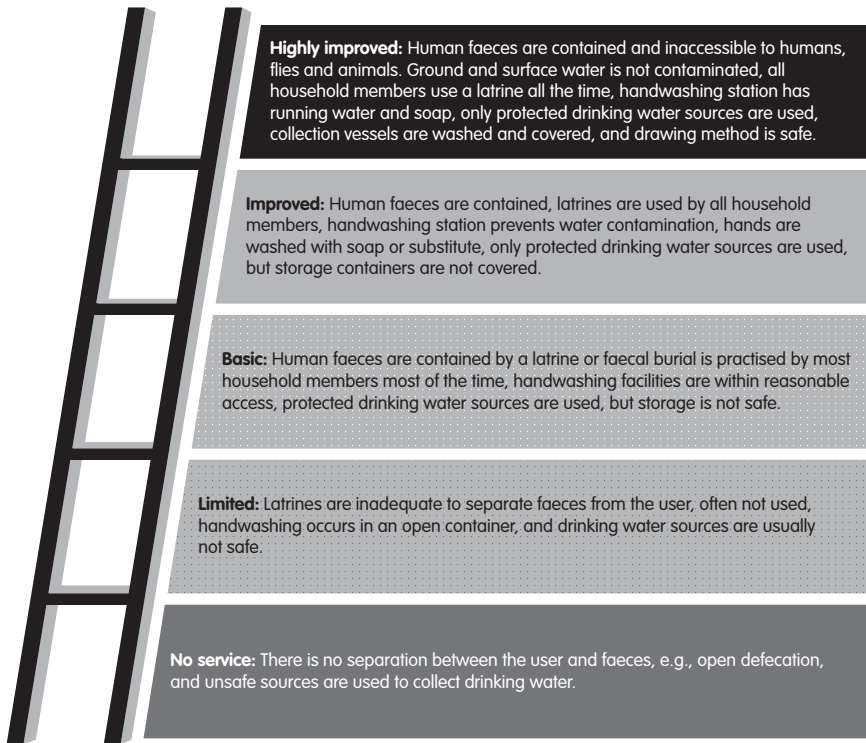 Highly improved: Human faeces are contained and inaccessible to humans,
flies and animals. Ground and surface water is not contaminated, all
household members use a latrine all the time, handwashing station has
running water and soap, only protected drinking water sources are used,
collection vessels are washed and covered, and drawing method is safe.
Improved: Human faeces are contained, latrines are used by all household
members, handwashing station prevents water contamination, hands are
washed with soap or substitute, only protected drinking water sources are used,
but storage containers are not covered.
Basic: Human faeces are contained by a latrine or faecal burial is practised by most
household members most of the time, handwashing facilities are within reasonable
access, protected drinking water sources are used, but storage is not safe.
Limited: Latrines are inadequate to separate faeces from the user, often not used,
handwashing occurs in an open container, and drinking water sources are usually
not safe.
No service: There is no separation between the user and faeces, e.g., open defecation,
and unsafe sources are used to collect drinking water.